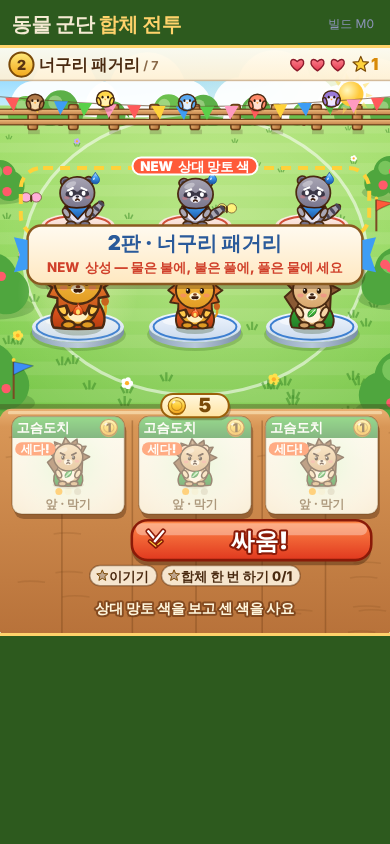 동물 군단 합체 전투
빌드 M0
2 너구리 패거리 / 7
1
NEW 상대 망토 색
2판 · 너구리 패거리
NEW 상성 — 물은 불에, 불은 풀에, 풀은 물에 세요
5
고슴도치 1
고슴도치 1
고슴도치 1
세다!
세다!
세다!
앞 · 막기
앞 · 막기
앞 · 막기
싸움!
이기기
합체 한 번 하기 0/1
상대 망토 색을 보고 센 색을 사요